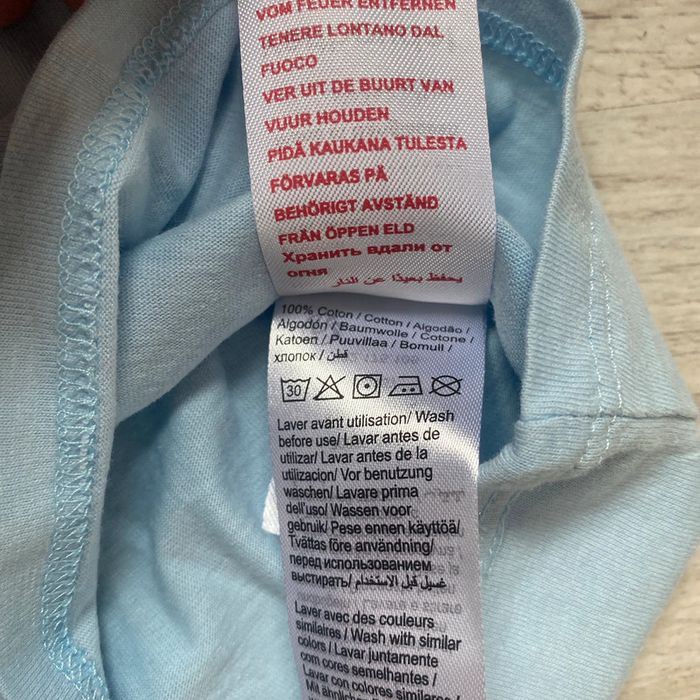 VOM FEUER ENTFERNEN
TENERE LONTANO DAL
FUOCO
VER UIT DE BUURT VAN
VUUR HOUDEN
PIDÄ KAUKANA TULESTA
FÖRVARAS PÅ
BEHÖRIGT AVSTÄND
FRÄN ÖPPEN ELD
Хранить вдали от
огня
يحفظ بعيدًا عن النار
100% Coton / Cotton / Algodão /
Algodón / Baumwolle / Cotone /
Katoen / Puuvillaa / Bomull /
хлопок / قطن
30
Laver avant utilisation/ Wash
before use/ Lavar antes de
utilizar/ Lavar antes de la
utilizacion/ Vor benutzung
waschen/ Lavare prima
dell'uso/ Wassen voor
gebruik/ Pese ennen käyttöä/
Tvättas före användning/
перед использованием
выстирать/ غسيل قبل الاستخدام/
Laver avec des couleurs
similaires / Wash with similar
colors / Lavar juntamente
com cores semelhantes /
Lavar con colores similares